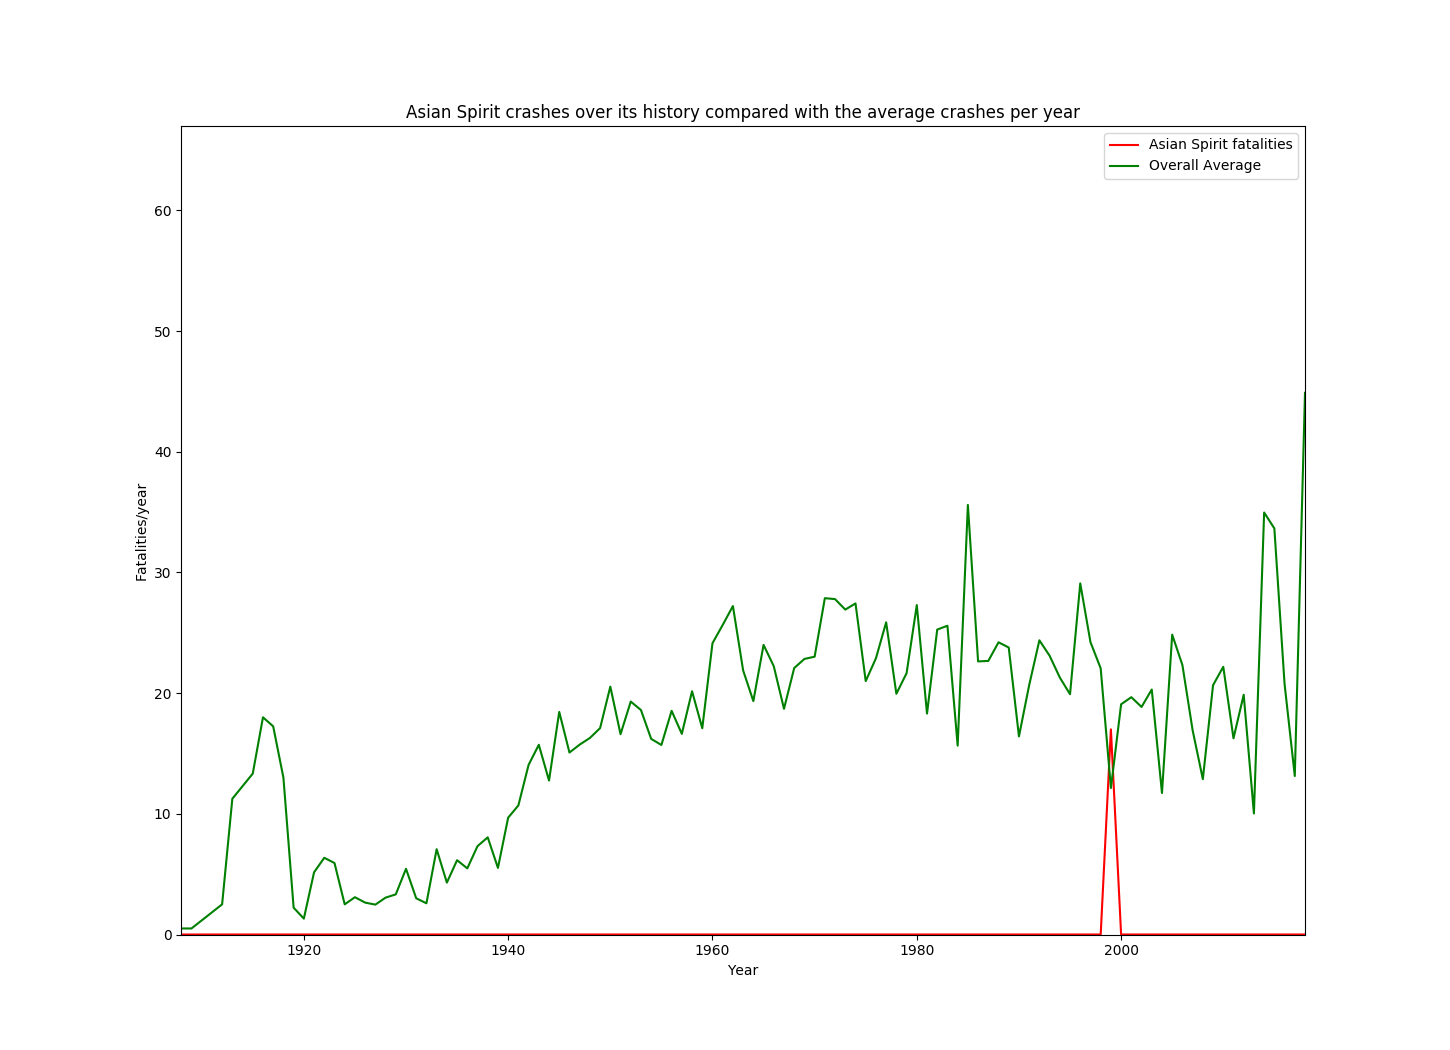 Asian Spirit crashes over its history compared with the average crashes per year
Asian Spirit fatalities
Overall Average
60
50
40
30
20
10
0
Fatalities/year
1920
1940
1960
1980
2000
Year